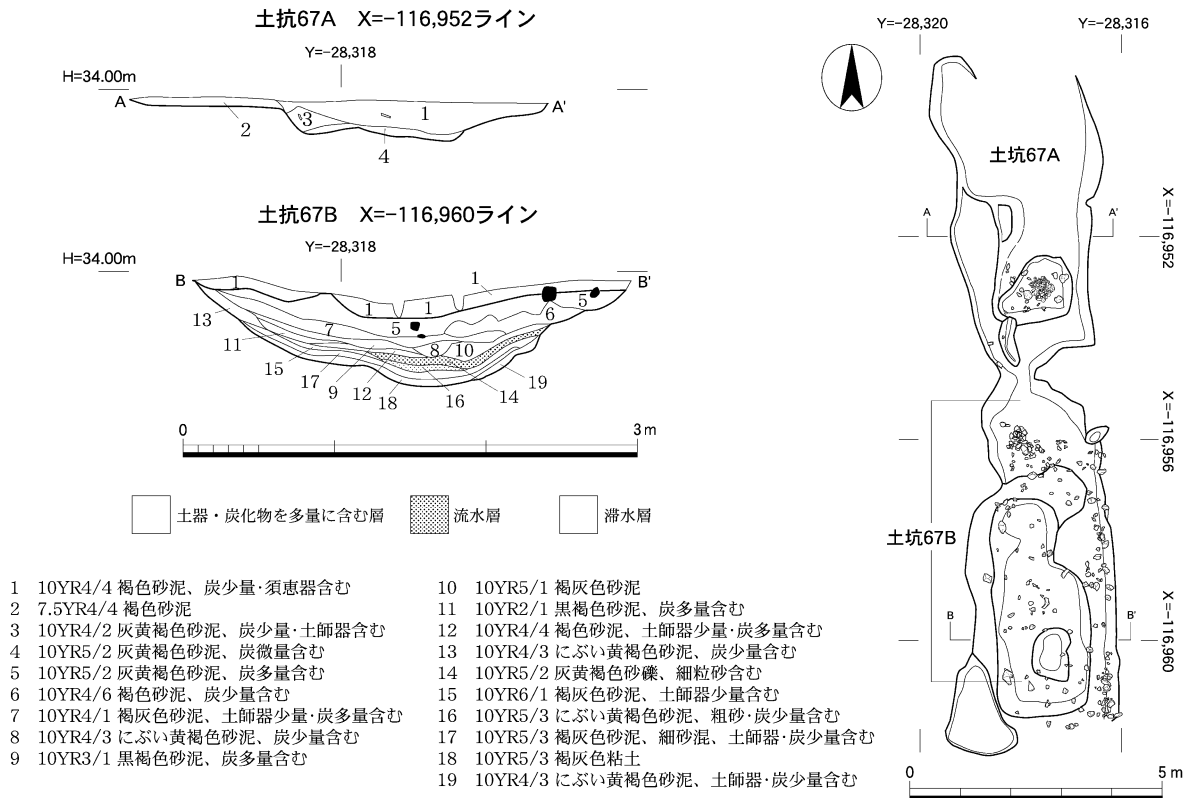 土坑67A　X=-116,952ライン
Y=-28,318
H=34.00m
A
A'
1
3
2
4
土坑67B　X=-116,960ライン
Y=-28,318
H=34.00m
B
B'
1
1
1
1
5
6
5
7
8
10
13
11
15
17
9
12
18
16
14
19
0
3 m
土器・炭化物を多量に含む層
流水層
滞水層
1　10YR4/4 褐色砂泥、炭少量･須恵器含む
2　7.5YR4/4 褐色砂泥
3　10YR4/2 灰黄褐色砂泥、炭少量･土師器含む
4　10YR5/2 灰黄褐色砂泥、炭微量含む
5　10YR5/2 灰黄褐色砂泥、炭多量含む
6　10YR4/6 褐色砂泥、炭少量含む
7　10YR4/1 褐灰色砂泥、土師器少量･炭多量含む
8　10YR4/3 にぶい黄褐色砂泥、炭少量含む
9　10YR3/1 黒褐色砂泥、炭多量含む
10　10YR5/1 褐灰色砂泥
11　10YR2/1 黒褐色砂泥、炭多量含む
12　10YR4/4 褐色砂泥、土師器少量･炭多量含む
13　10YR4/3 にぶい黄褐色砂泥、炭少量含む
14　10YR5/2 灰黄褐色砂礫、細粒砂含む
15　10YR6/1 褐灰色砂泥、土師器少量含む
16　10YR5/3 にぶい黄褐色砂泥、粗砂･炭少量含む
17　10YR5/3 褐灰色砂泥、細砂混、土師器･炭少量含む
18　10YR5/3 褐灰色粘土
19　10YR4/3 にぶい黄褐色砂泥、土師器･炭少量含む
Y=-28,320
Y=-28,316
土坑67A
A
A'
X=-116,952
X=-116,956
土坑67B
B
B'
X=-116,960
0
5 m